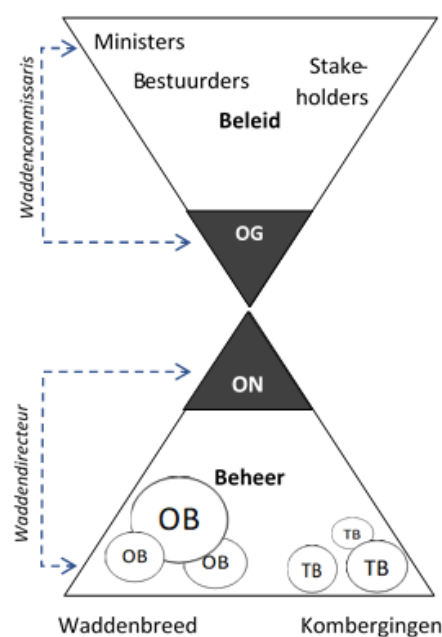 Ministers
Bestuurders
Stake-
holders
Beleid
Waddencommissaris
OG
ON
Waddendirecteur
Beheer
OB
OB
OB
TB
TB
TB
Waddenbreed
Kombergingen